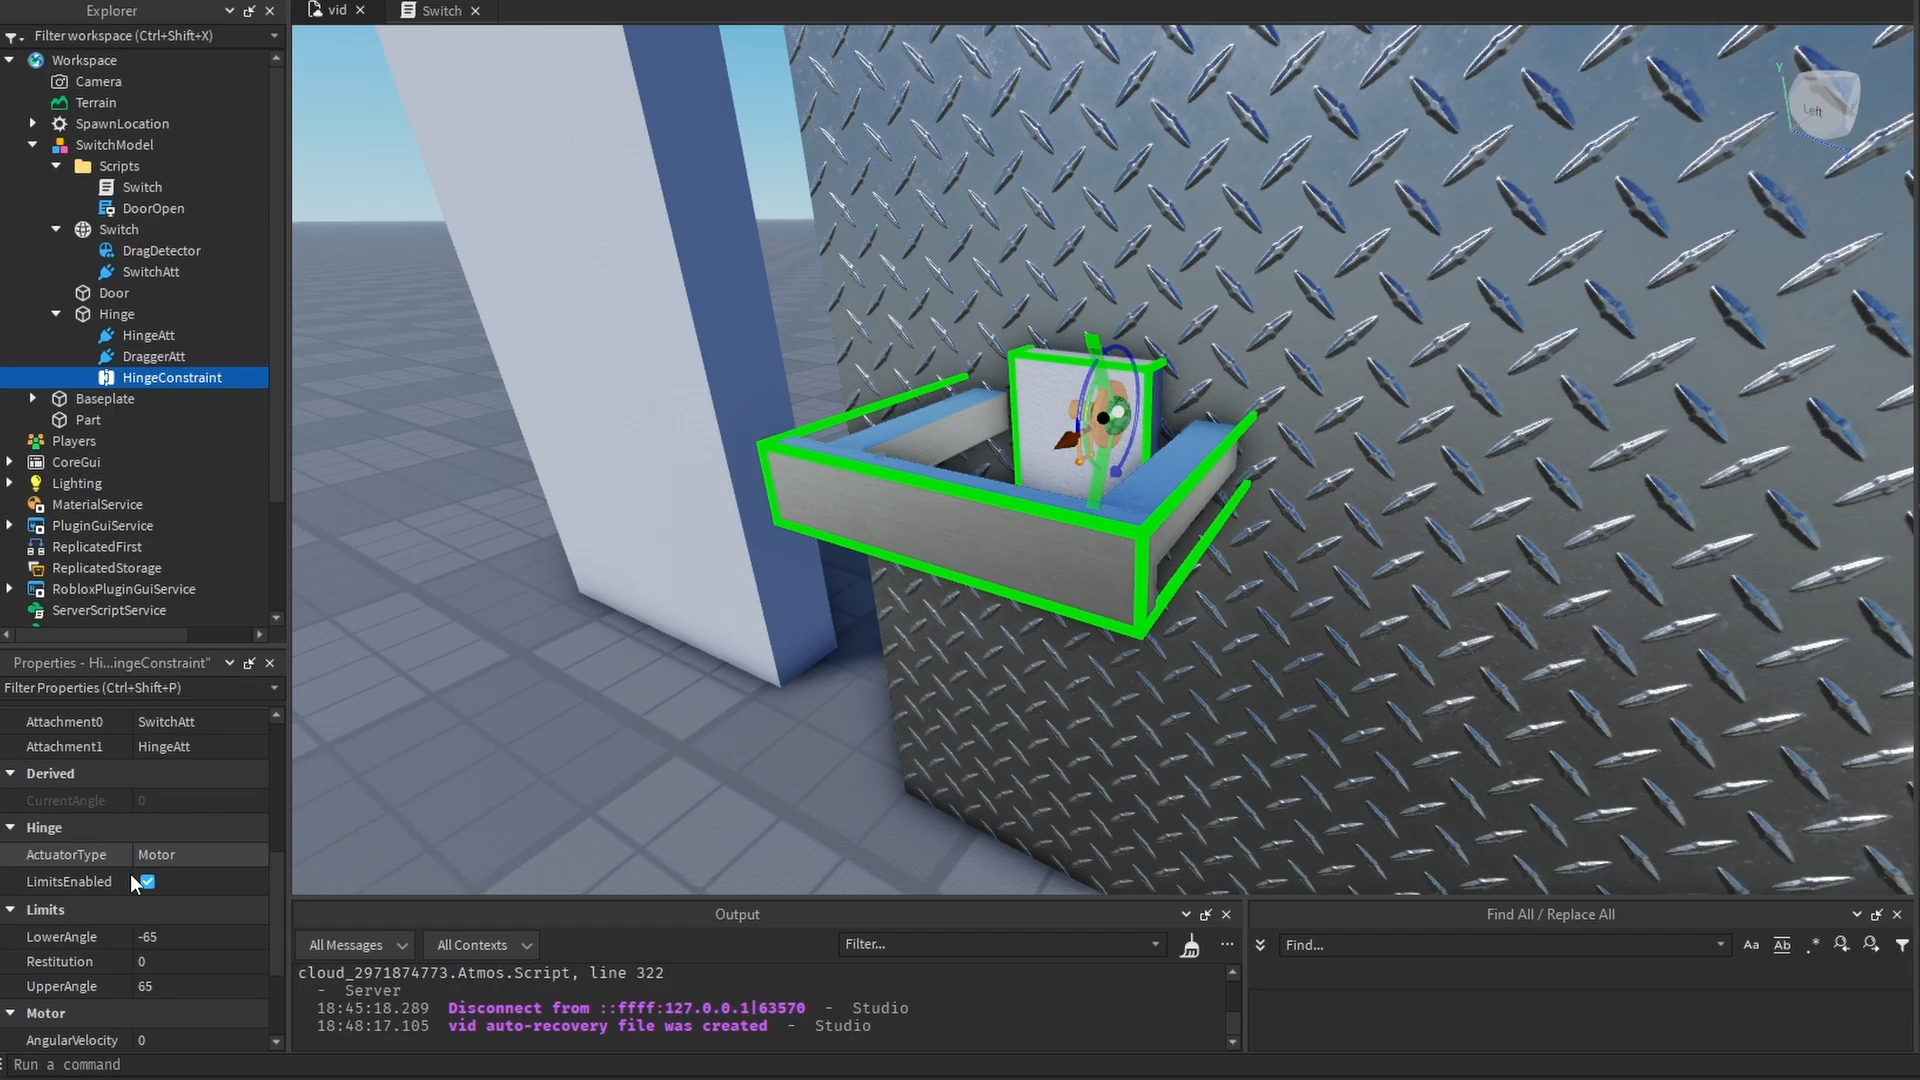 Explorer
Filter workspace (Ctrl+Shift+X)
Workspace
Camera
Terrain
SpawnLocation
SwitchModel
Scripts
Switch
DoorOpen
Switch
DragDetector
SwitchAtt
Door
Hinge
HingeAtt
DraggerAtt
HingeConstraint
Baseplate
Part
Players
CoreGui
Lighting
MaterialService
PluginGuiService
ReplicatedFirst
ReplicatedStorage
RobloxPluginGuiService
ServerScriptService
Properties - Hi...ingeConstraint"
Filter Properties (Ctrl+Shift+P)
Attachment0 SwitchAtt
Attachment1 HingeAtt
Derived
CurrentAngle 0
Hinge
ActuatorType Motor
LimitsEnabled
Limits
LowerAngle -65
Restitution 0
UpperAngle 65
Motor
AngularVelocity 0
Run a command
vid
Switch
Y
Left
Output
All Messages All Contexts Filter...
cloud_2971874773.Atmos.Script, line 322
- Server
18:45:18.289 Disconnect from ::ffff:127.0.0.1|63570 - Studio
18:48:17.105 vid auto-recovery file was created - Studio
Find All / Replace All
Find...
Aa Ab .*